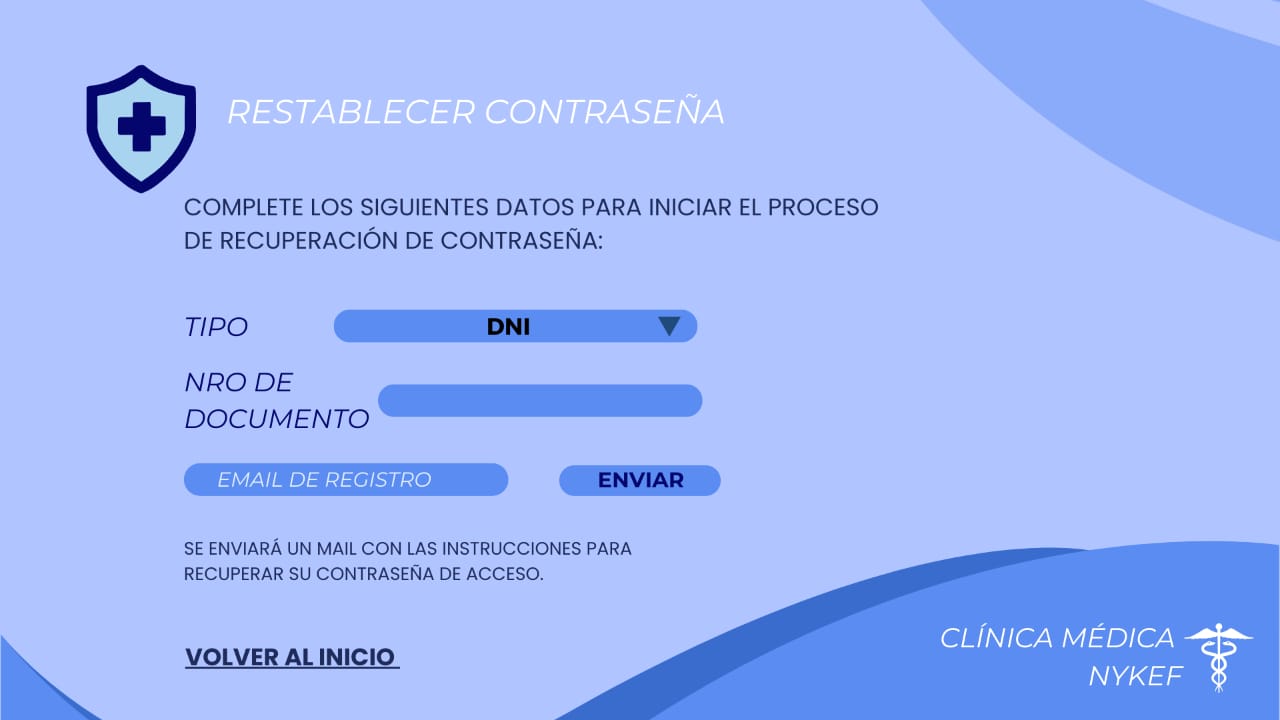 RESTABLECER CONTRASEÑA
COMPLETE LOS SIGUIENTES DATOS PARA INICIAR EL PROCESO
DE RECUPERACIÓN DE CONTRASEÑA:
TIPO
DNI
NRO DE
DOCUMENTO
EMAIL DE REGISTRO
ENVIAR
SE ENVIARÁ UN MAIL CON LAS INSTRUCCIONES PARA
RECUPERAR SU CONTRASEÑA DE ACCESO.
VOLVER AL INICIO
CLÍNICA MÉDICA
NYKEF